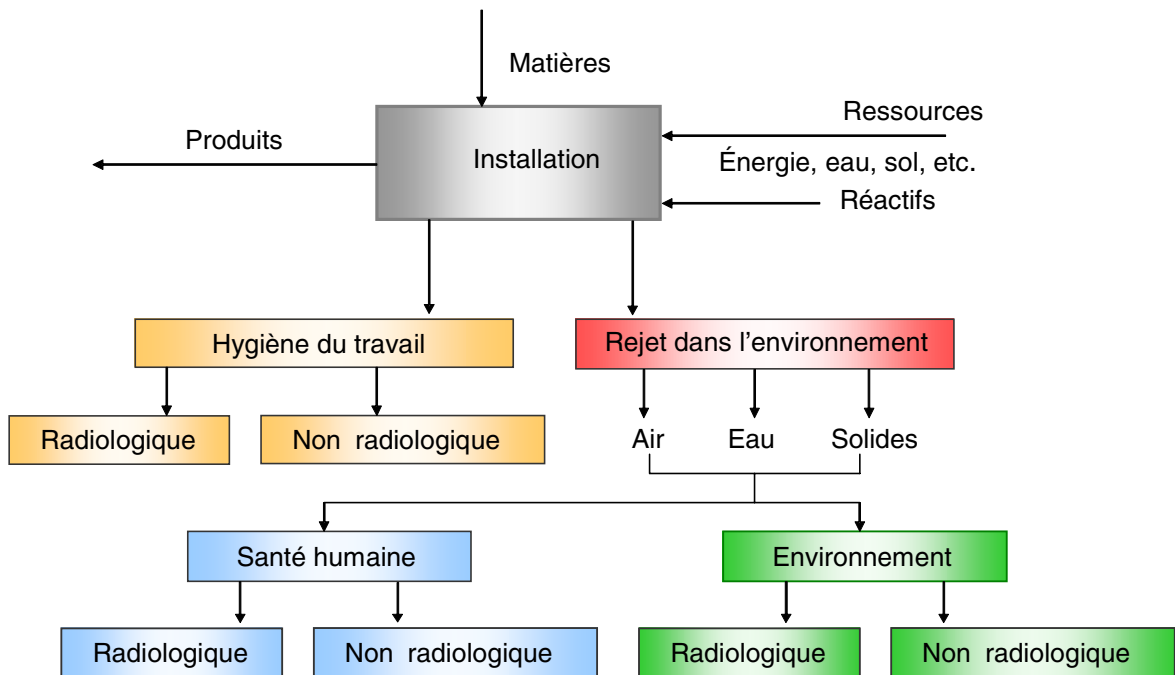 Matières
Ressources
Produits
Installation
Énergie, eau, sol, etc.
Réactifs
Hygiène du travail
Rejet dans l’environnement
Radiologique
Non radiologique
Air
Eau
Solides
Santé humaine
Environnement
Radiologique
Non radiologique
Radiologique
Non radiologique